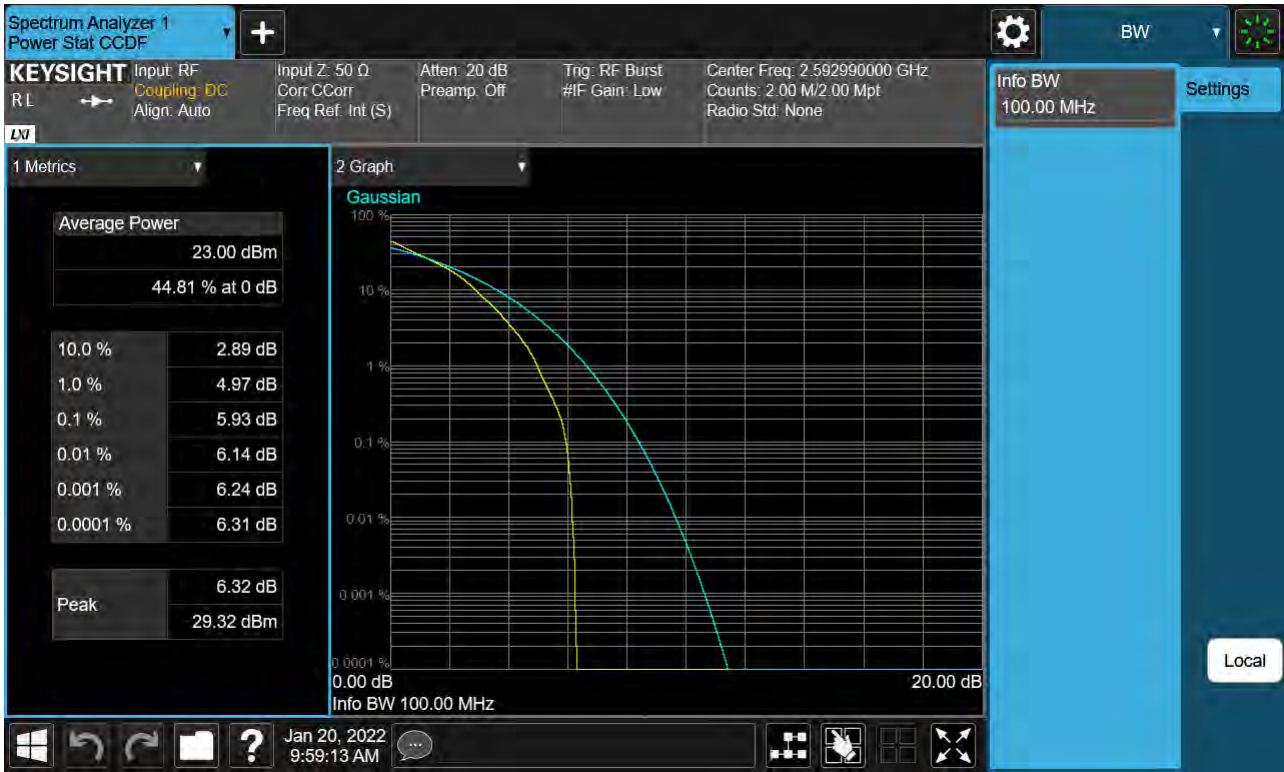 Spectrum Analyzer 1
Power Stat CCDF
BW
KEYSIGHT
RL
LXI
Input: RF
Coupling: DC
Align: Auto
Input Z: 50 Ω
Corr CCorr
Freq Ref: Int (S)
Atten: 20 dB
Preamp: Off
Trig: RF Burst
#IF Gain: Low
Center Freq: 2.592990000 GHz
Counts: 2.00 M/2.00 Mpt
Radio Std: None
Info BW
100.00 MHz
Settings
1 Metrics
Average Power
23.00 dBm
44.81 % at 0 dB
10.0 % 2.89 dB
1.0 % 4.97 dB
0.1 % 5.93 dB
0.01 % 6.14 dB
0.001 % 6.24 dB
0.0001 % 6.31 dB
Peak
6.32 dB
29.32 dBm
2 Graph
Gaussian
100 %
10 %
1 %
0.1 %
0.01 %
0.001 %
0.0001 %
0.00 dB 20.00 dB
Info BW 100.00 MHz
Local
?
Jan 20, 2022
9:59:13 AM